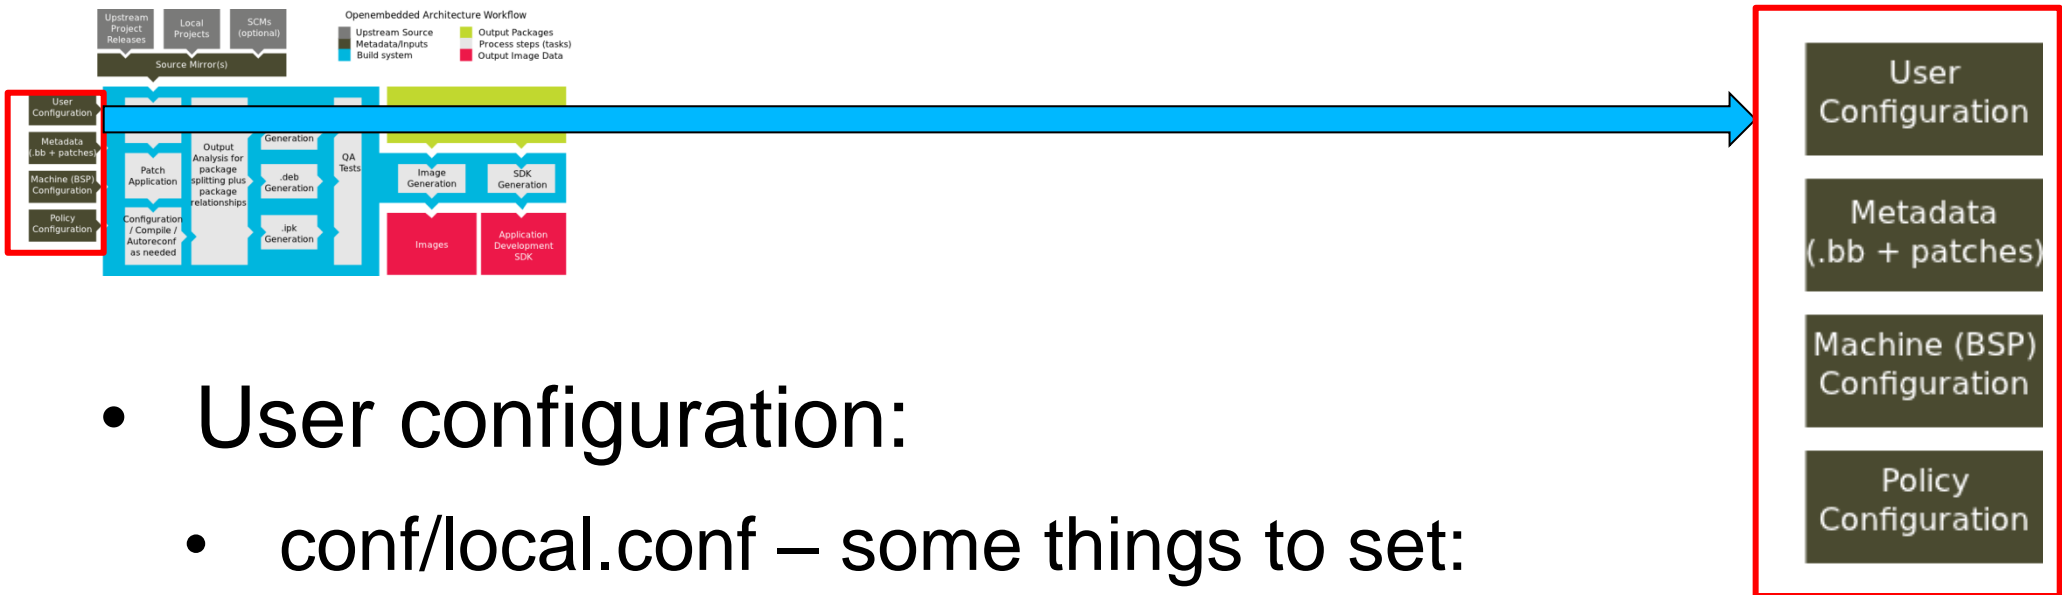 Upstream
Project
Releases
Local
Projects
SCMs
(optional)
Source Mirror(s)
Openembedded Architecture Workflow
Upstream Source
Metadata/Inputs
Build system
Output Packages
Process steps (tasks)
Output Image Data
User
Configuration
Metadata
(.bb + patches)
Machine (BSP)
Configuration
Policy
Configuration
Patch
Application
Configuration
/ Compile /
Autoreconf
as needed
Output
Analysis for
package
splitting plus
package
relationships
Generation
.deb
Generation
.ipk
Generation
QA
Tests
Image
Generation
SDK
Generation
Images
Application
Development
SDK
User
Configuration
Metadata
(.bb + patches)
Machine (BSP)
Configuration
Policy
Configuration
• User configuration:
• conf/local.conf – some things to set: